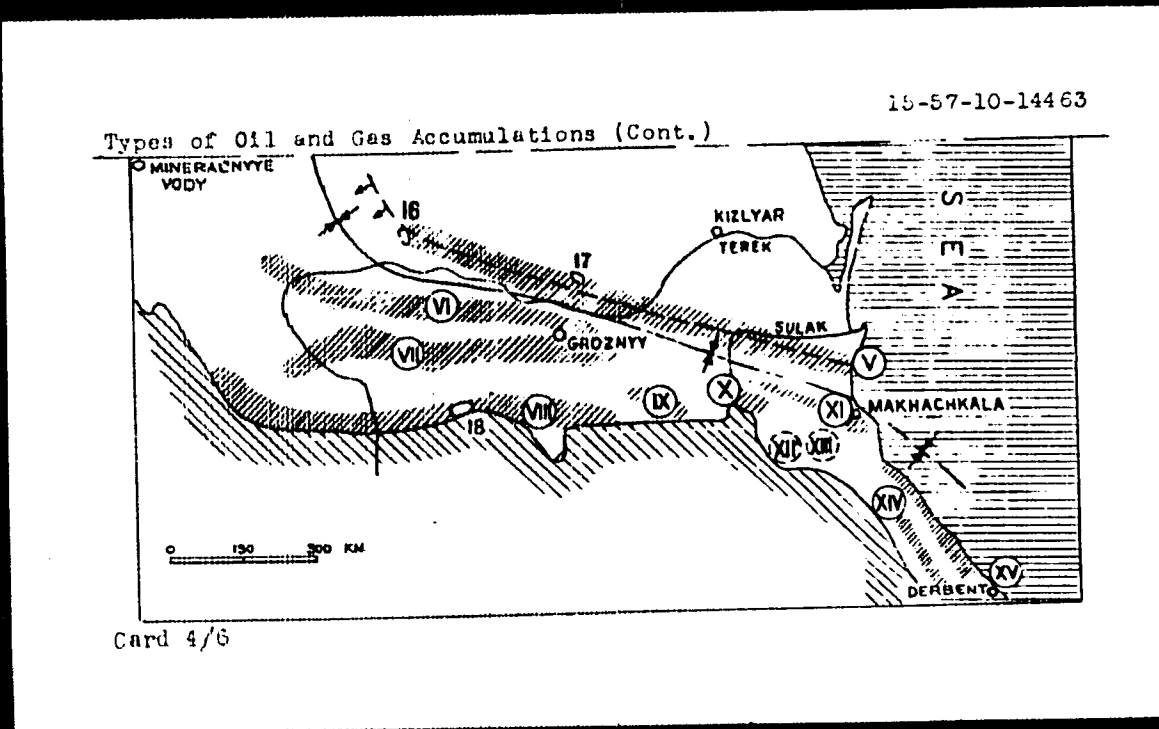 15-57-10-14463
Types of Oil and Gas Accumulations (Cont.)
MINERAL'NYYE
VODY
16
KIZLYAR
TEREK
17
SEA
VI
SULAK
GROZNYY
VII
V
IX
X
XI
MAKHACHKALA
VIII
18
XII
XIII
XIV
0 150 300 KM
XV
DERBENT
Card 4/6